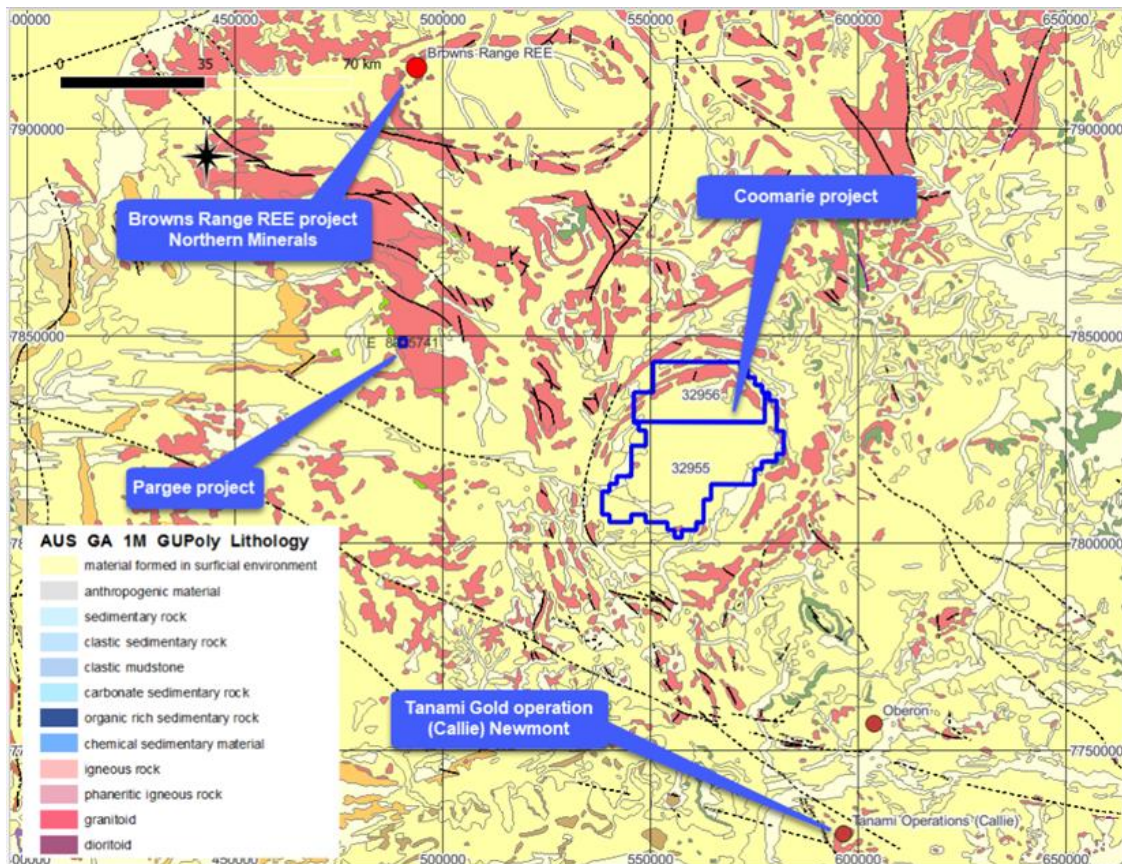 450000
500000
550000
600000
650000
Browns Range REE
0
35
70 km
7900000
N
Coomarie project
Browns Range REE project
Northern Minerals
7850000
32956
Pargee project
32955
AUS GA 1M GUPoly Lithology
material formed in surficial environment
anthropogenic material
sedimentary rock
clastic sedimentary rock
clastic mudstone
carbonate sedimentary rock
organic rich sedimentary rock
chemical sedimentary material
igneous rock
phaneritic igneous rock
granitoid
dioritoid
7800000
Tanami Gold operation
(Callie) Newmont
Oberon
7750000
Tanami Operations (Callie)
500000
550000
600000